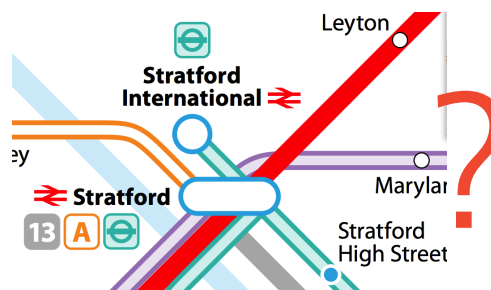 Leyton
Stratford
International
ey
Stratford
Marylan
13 A
Stratford
High Street
?